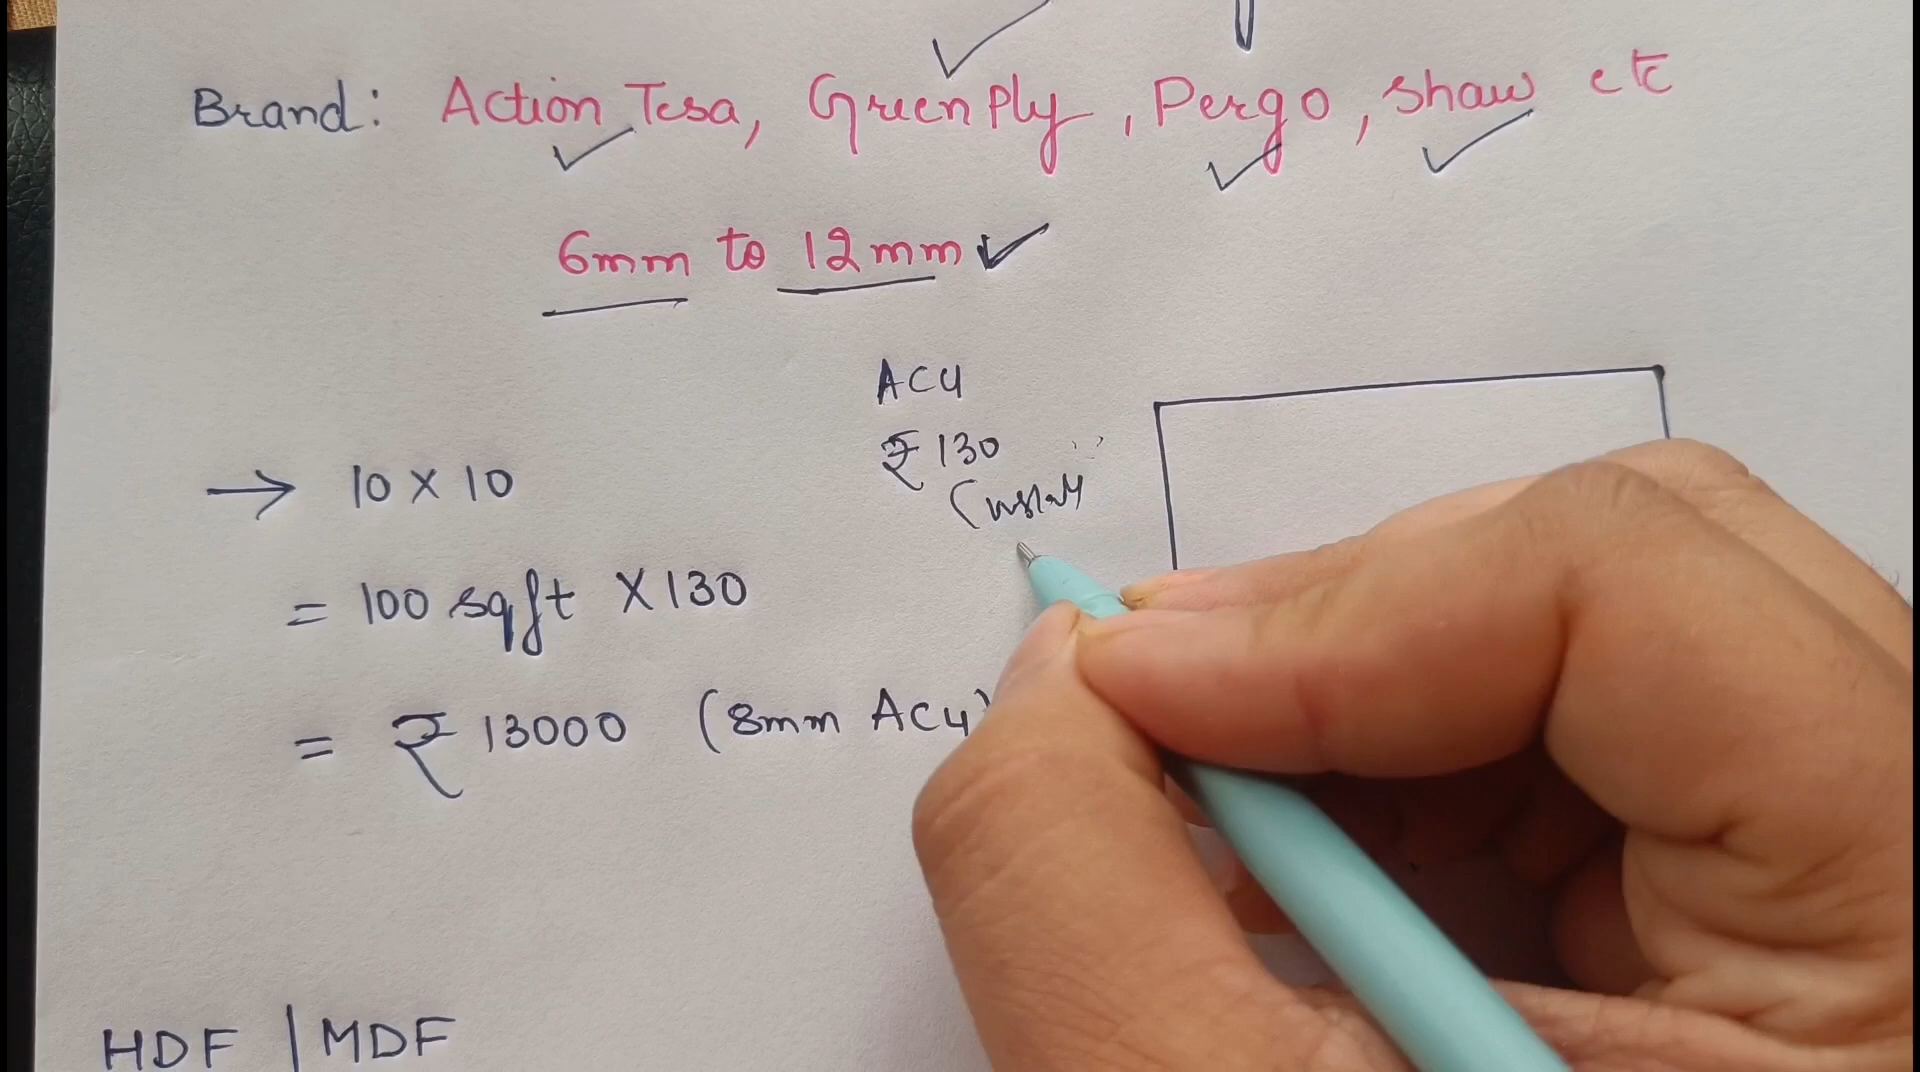 Brand: Action Tesa, Greenply, Pergo, Shaw etc
6mm to 12mm
AC4
₹ 130
→ 10 X 10
= 100 sqft X 130
= ₹ 13000 (8mm AC4)
HDF | MDF